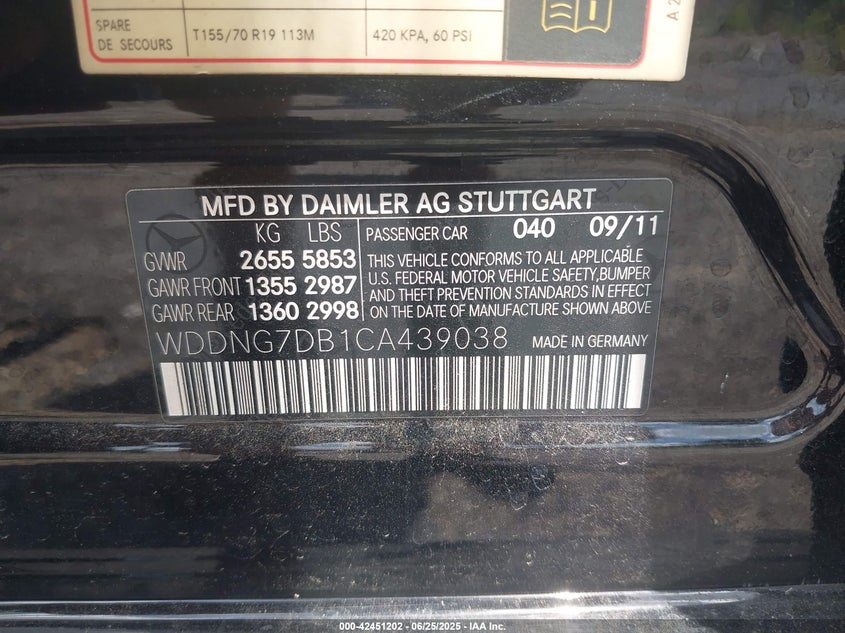 SPARE
DE SECOURS
T155/70 R19 113M
420 KPA, 60 PSI
MFD BY DAIMLER AG STUTTGART
KG LBS
GVWR 2655 5853
GAWR FRONT 1355 2987
GAWR REAR 1360 2998
PASSENGER CAR 040 09/11
THIS VEHICLE CONFORMS TO ALL APPLICABLE
U.S. FEDERAL MOTOR VEHICLE SAFETY,BUMPER
AND THEFT PREVENTION STANDARDS IN EFFECT
ON THE DATE OF MANUFACTURE SHOWN ABOVE
WDDNG7DB1CA439038
MADE IN GERMANY
000-42451202 - 06/25/2025 - IAA Inc.